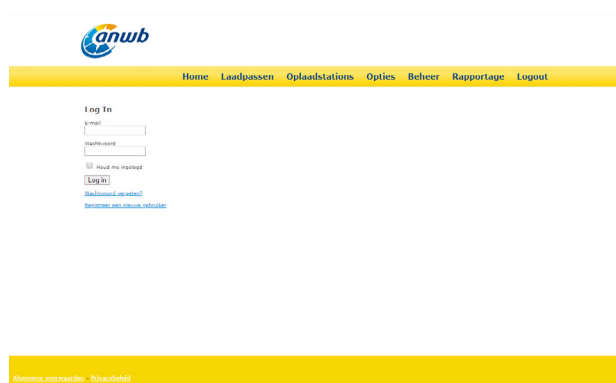 anwb
Home Laadpassen Oplaadstations Opties Beheer Rapportage Logout
Log In
E-mail
Wachtwoord
Houd me ingelogd
Log in
Wachtwoord vergeten?
Registreer een nieuwe gebruiker
Algemene voorwaarden - Privacybeleid